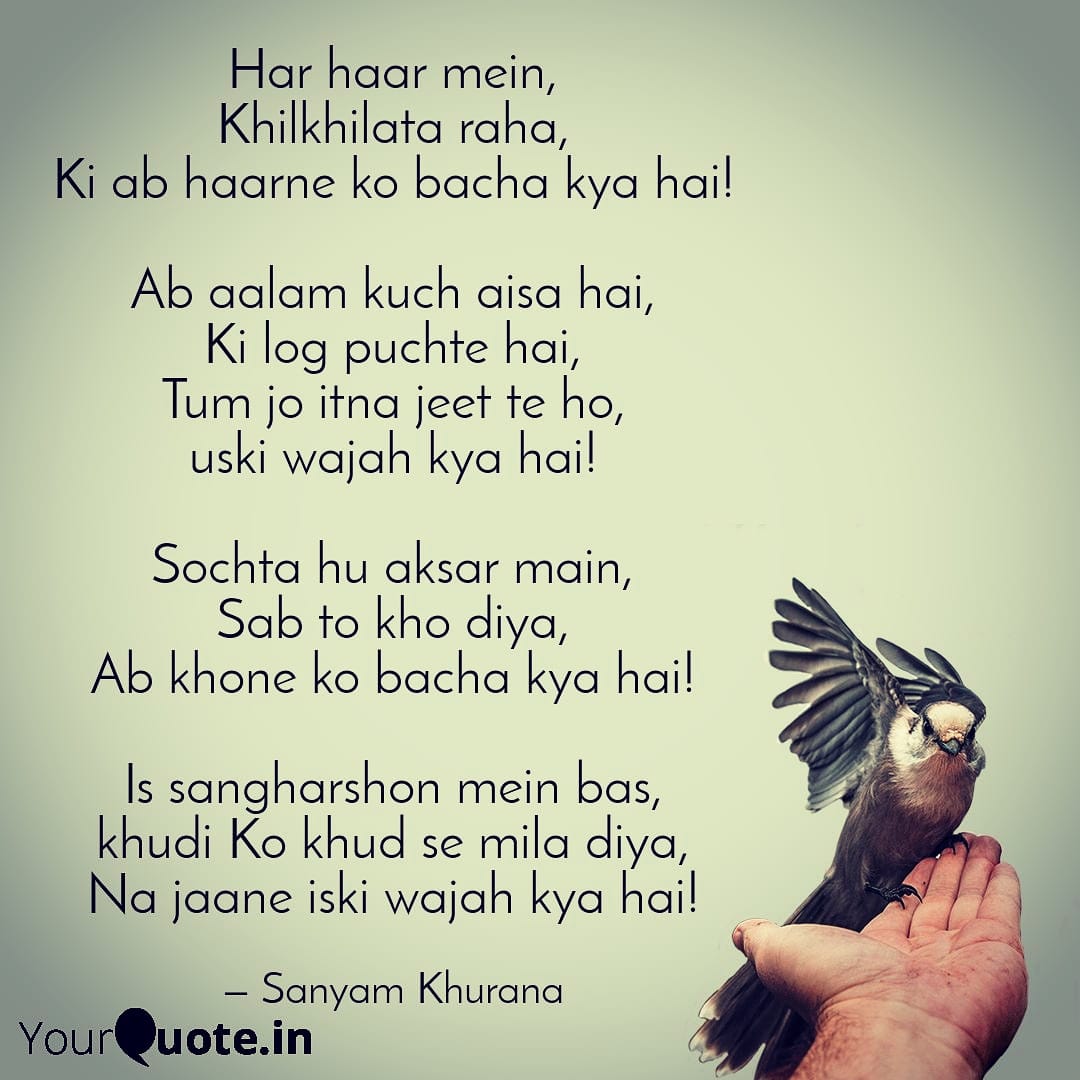 Har haar mein,
Khilkhilata raha,
Ki ab haarne ko bacha kya hai!
Ab aalam kuch aisa hai,
Ki log puchte hai,
Tum jo itna jeet te ho,
uski wajah kya hai!
Sochta hu aksar main,
Sab to kho diya,
Ab khone ko bacha kya hai!
Is sangharshon mein bas,
khudi Ko khud se mila diya,
Na jaane iski wajah kya hai!
– Sanyam Khurana
YourQuote.in